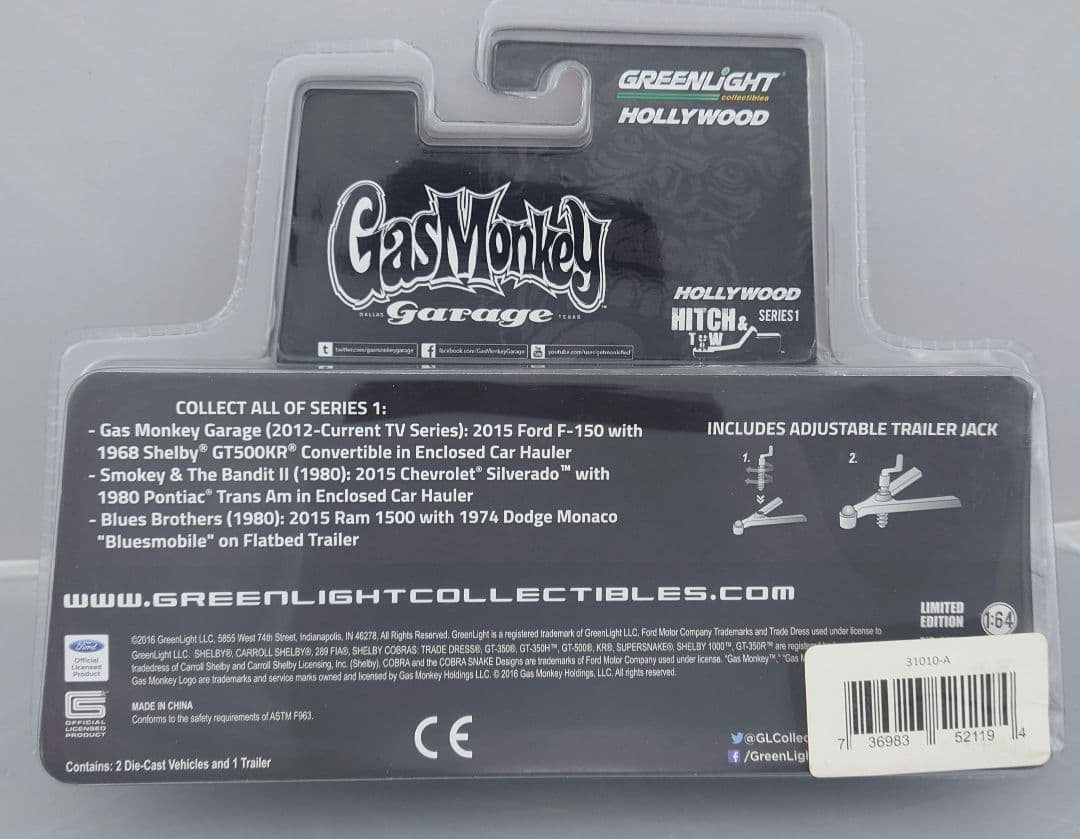 GREENLiGHT
collectibles
HOLLYWOOD
GasMonkey
DALLAS Garage TEXAS
HOLLYWOOD
HITCH & TOW SERIES 1
twitter.com/gasmonkeygarage facebook.com/GasMonkeyGarage youtube.com/user/getmonkified
COLLECT ALL OF SERIES 1:
- Gas Monkey Garage (2012-Current TV Series): 2015 Ford F-150 with
1968 Shelby® GT500KR® Convertible in Enclosed Car Hauler
- Smokey & The Bandit II (1980): 2015 Chevrolet® Silverado™ with
1980 Pontiac® Trans Am in Enclosed Car Hauler
- Blues Brothers (1980): 2015 Ram 1500 with 1974 Dodge Monaco
"Bluesmobile" on Flatbed Trailer
INCLUDES ADJUSTABLE TRAILER JACK
1. 2.
WWW.GREENLIGHTCOLLECTIBLES.COM
LIMITED
EDITION
1:64
Ford
Official
Licensed
Product
©2016 GreenLight LLC, 5855 West 74th Street, Indianapolis, IN 46278, All Rights Reserved. GreenLight is a registered trademark of GreenLight LLC. Ford Motor Company Trademarks and Trade Dress used under license to
GreenLight LLC. SHELBY®, CARROLL SHELBY®, 289 FIA®, SHELBY COBRAS: TRADE DRESS®, GT-350®, GT-350H™, GT-500®, KR®, SUPERSNAKE®, SHELBY 1000™, GT-350R™ are regis
tradedress of Carroll Shelby and Carroll Shelby Licensing, Inc. (Shelby). COBRA and the COBRA SNAKE Designs are trademarks of Ford Motor Company used under license. "Gas Monkey™," "Gas M
Gas Monkey Logo are trademarks and service marks owned and licensed by Gas Monkey Holdings LLC. © 2016 Gas Monkey Holdings, LLC. All rights reserved.
OFFICIAL
LICENSED
PRODUCT
MADE IN CHINA
Conforms to the safety requirements of ASTM F963.
CE
Contains: 2 Die-Cast Vehicles and 1 Trailer
@GLCollec
/GreenLigh
31010-A
7 36983 52119 4